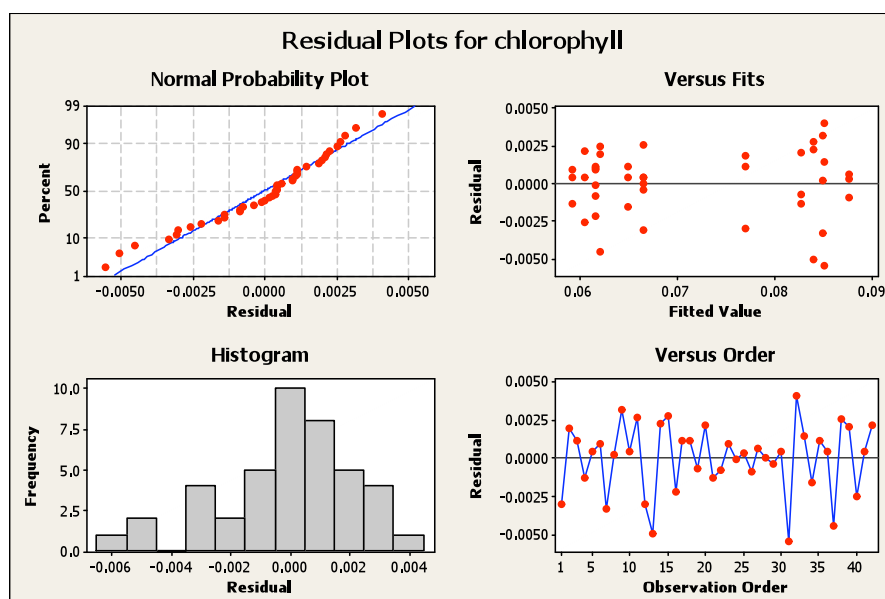 Residual Plots for chlorophyll
Normal Probability Plot
Percent
99
90
50
10
1
-0.0050 -0.0025 0.0000 0.0025 0.0050
Residual
Versus Fits
Residual
0.0050
0.0025
0.0000
-0.0025
-0.0050
0.06 0.07 0.08 0.09
Fitted Value
Histogram
Frequency
10.0
7.5
5.0
2.5
0.0
-0.006 -0.004 -0.002 0.000 0.002 0.004
Residual
Versus Order
Residual
0.0050
0.0025
0.0000
-0.0025
-0.0050
1 5 10 15 20 25 30 35 40
Observation Order